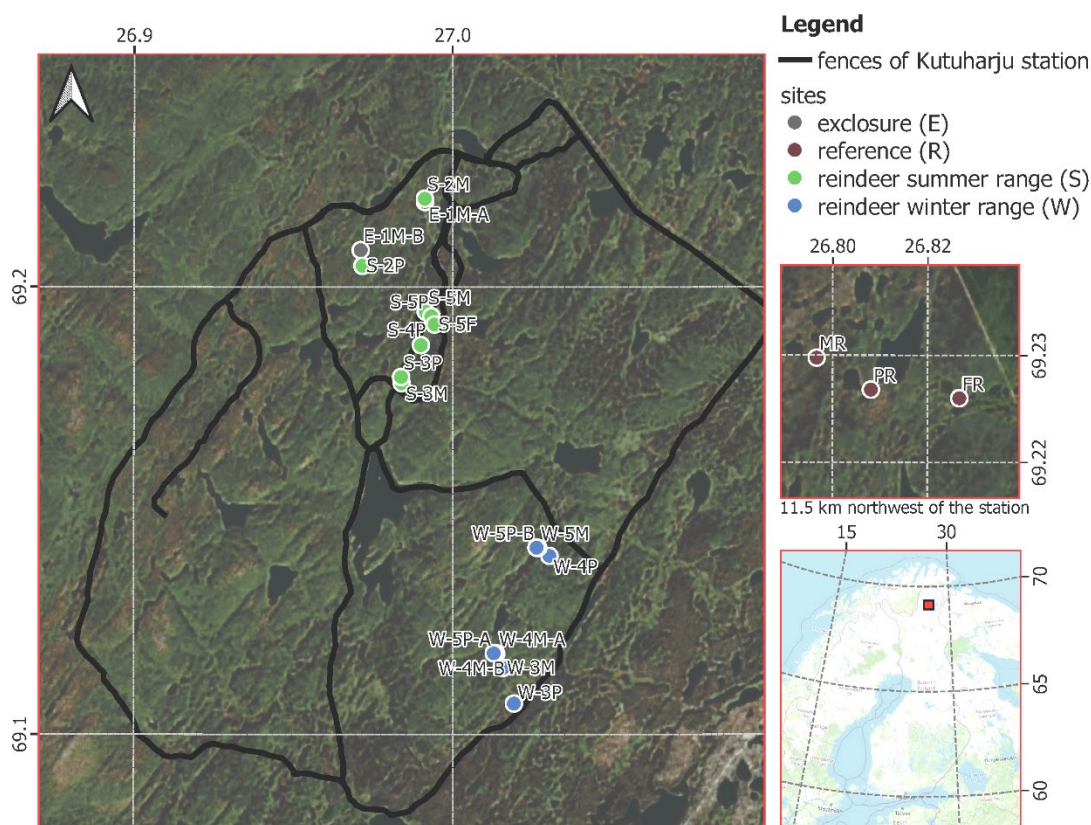 26.9
27.0
69.2
69.1
S-2M
E-1M-A
E-1M-B
S-2P
S-5P
S-5M
S-5F
S-4P
S-3P
S-3M
W-5P-B
W-5M
W-4P
W-5P-A
W-4M-A
W-4M-B
W-3M
W-3P
Legend
fences of Kutuharju station
sites
exclosure (E)
reference (R)
reindeer summer range (S)
reindeer winter range (W)
26.80
26.82
MR
PR
FR
69.23
69.22
11.5 km northwest of the station
15
30
70
65
60